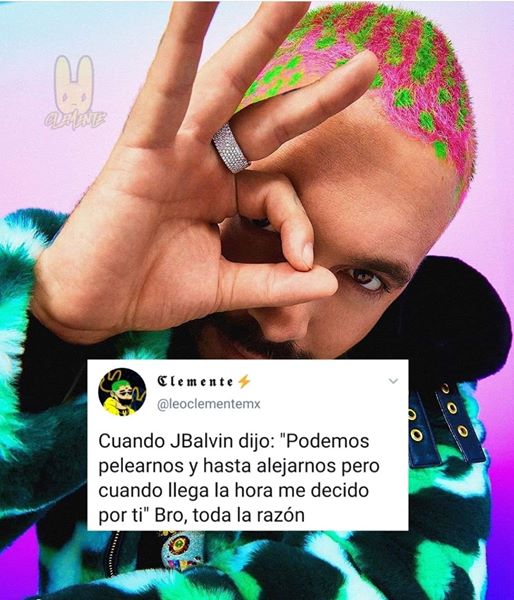 CLEMENTE
𝕮𝖑𝖊𝖒𝖊𝖓𝖙𝖊⚡
@leoclementemx
Cuando JBalvin dijo: "Podemos
pelearnos y hasta alejarnos pero
cuando llega la hora me decido
por ti" Bro, toda la razón